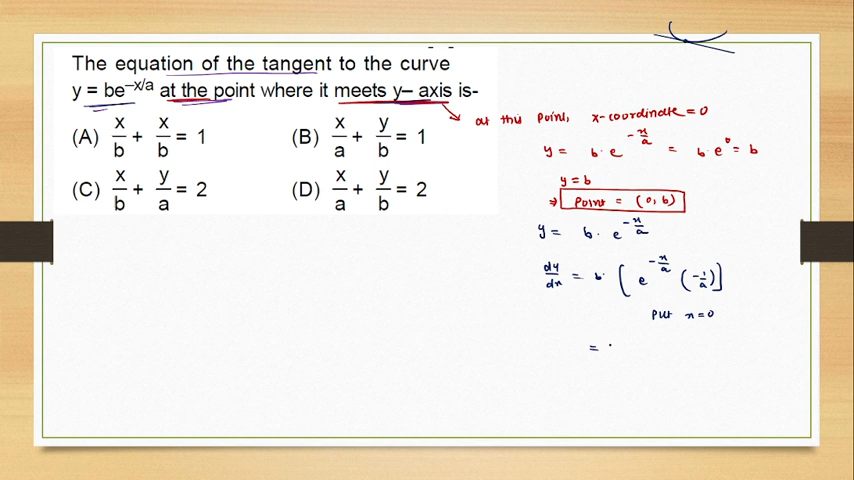 The equation of the tangent to the curve
y = be^{–x/a} at the point where it meets y– axis is-
(A) x/b + x/b = 1
(B) x/a + y/b = 1
(C) x/b + y/a = 2
(D) x/a + y/b = 2
at this point, x-coordinate = 0
y = b·e^{-x/a} = b·e^0 = b
y = b
⇒ point = (0, b)
y = b·e^{-x/a}
dy/dx = b·[e^{-x/a} (-1/a)]
put x=0
= ·